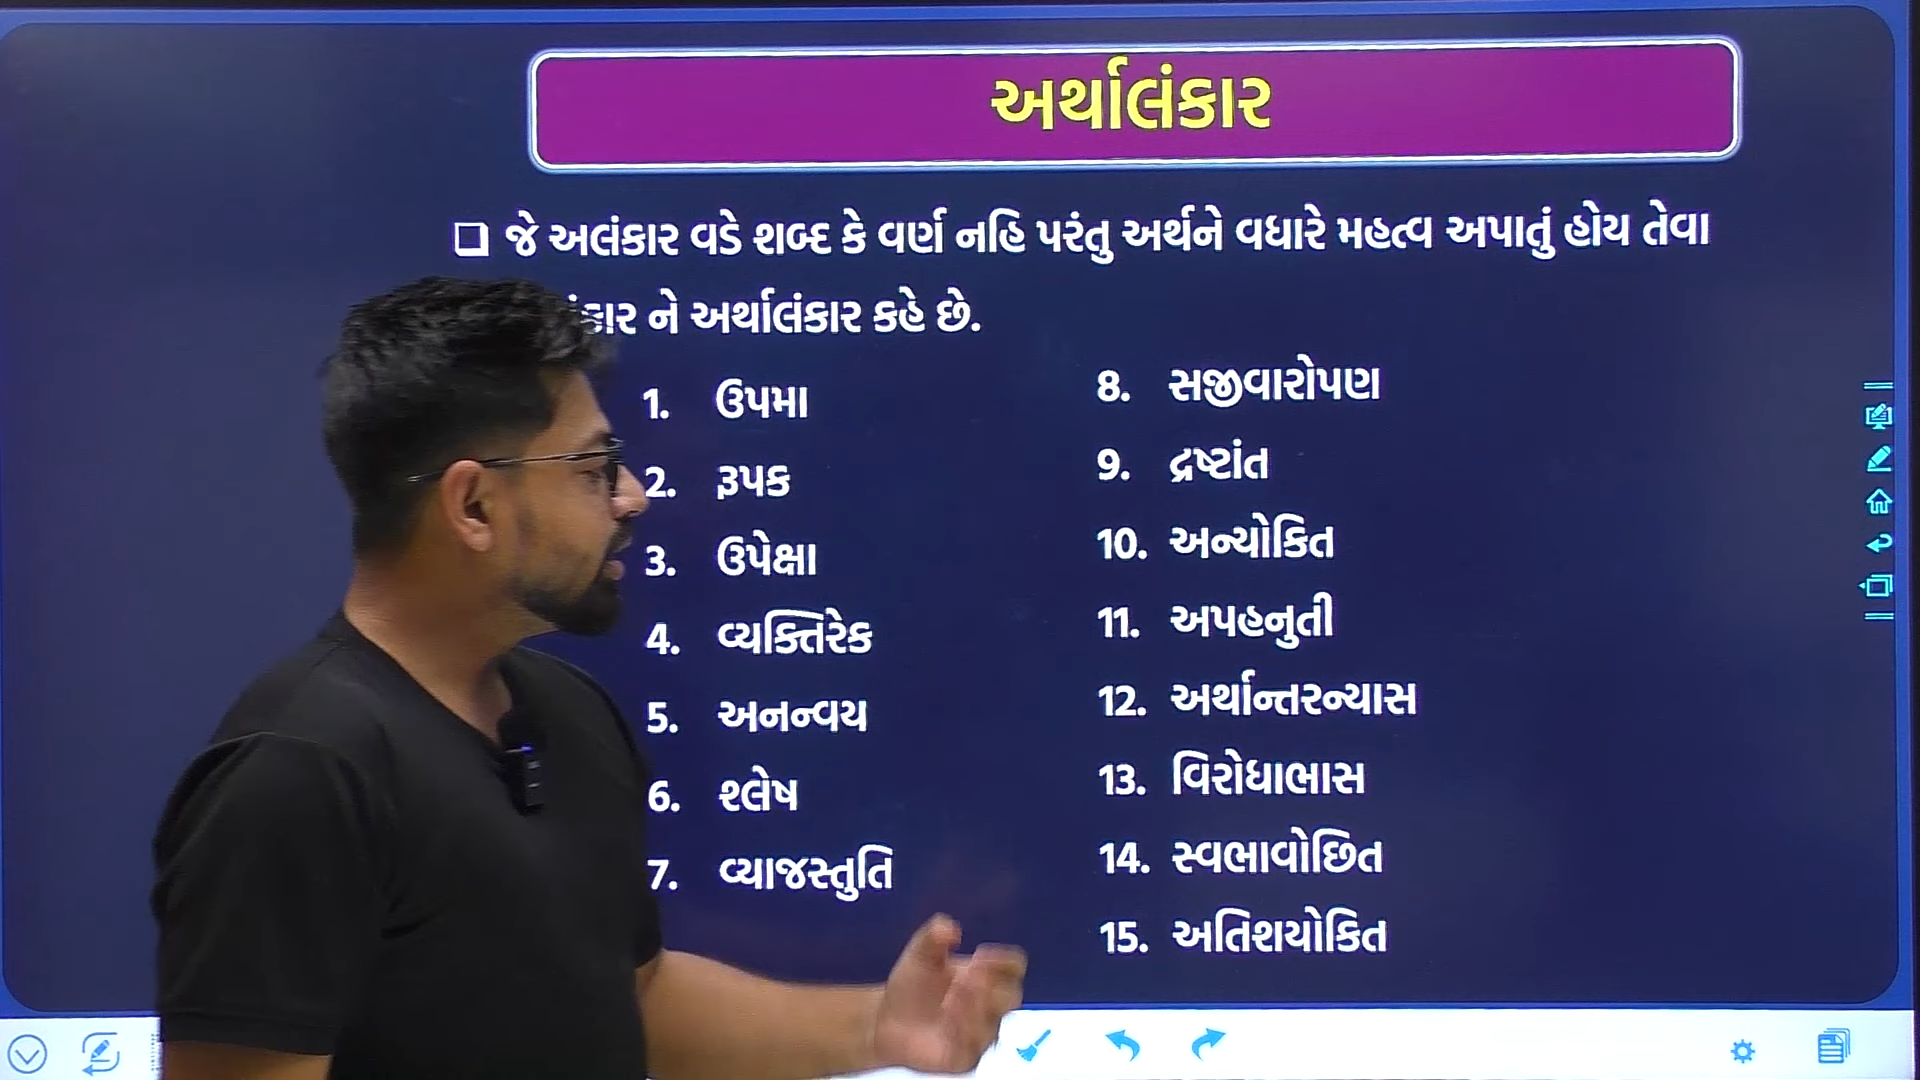 અર્થાલંકાર
જે અલંકાર વડે શબ્દ કે વર્ણ નહિ પરંતુ અર્થને વધારે મહત્વ અપાતું હોય તેવા
ને અર્થાલંકાર કહે છે.
1. ઉપમા
2. રૂપક
3. ઉપેક્ષા
4. વ્યક્તિરેક
5. અનન્વય
6. શ્લેષ
7. વ્યાજસ્તુતિ
8. સજીવારોપણ
9. દ્રષ્ટાંત
10. અન્યોકિત
11. અપહનુતી
12. અર્થાન્તરન્યાસ
13. વિરોધાભાસ
14. સ્વભાવોછિત
15. અતિશયોકિત